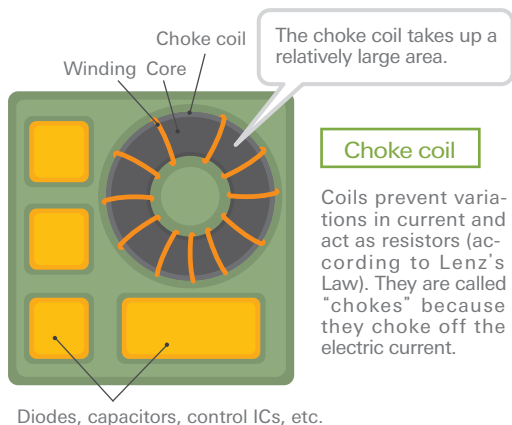 Choke coil
Winding Core
The choke coil takes up a
relatively large area.
Choke coil
Coils prevent varia-
tions in current and
act as resistors (ac-
cording to Lenz's
Law). They are called
"chokes" because
they choke off the
electric current.
Diodes, capacitors, control ICs, etc.